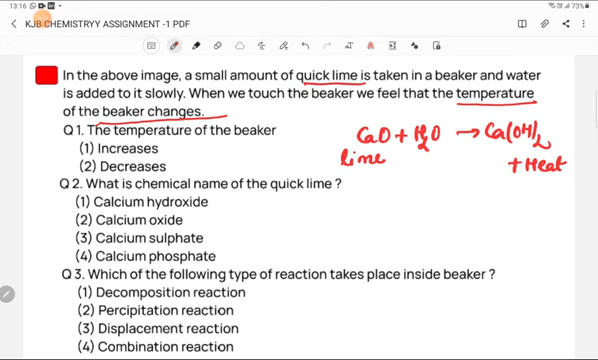 13:16
73%
KJB CHEMISTRYY ASSIGNMENT -1 PDF
In the above image, a small amount of quick lime is taken in a beaker and water
is added to it slowly. When we touch the beaker we feel that the temperature
of the beaker changes.
Q 1. The temperature of the beaker
(1) Increases
(2) Decreases
CaO + H2O → Ca(OH)2
lime
+ Heat
Q 2. What is chemical name of the quick lime ?
(1) Calcium hydroxide
(2) Calcium oxide
(3) Calcium sulphate
(4) Calcium phosphate
Q 3. Which of the following type of reaction takes place inside beaker ?
(1) Decomposition reaction
(2) Percipitation reaction
(3) Displacement reaction
(4) Combination reaction